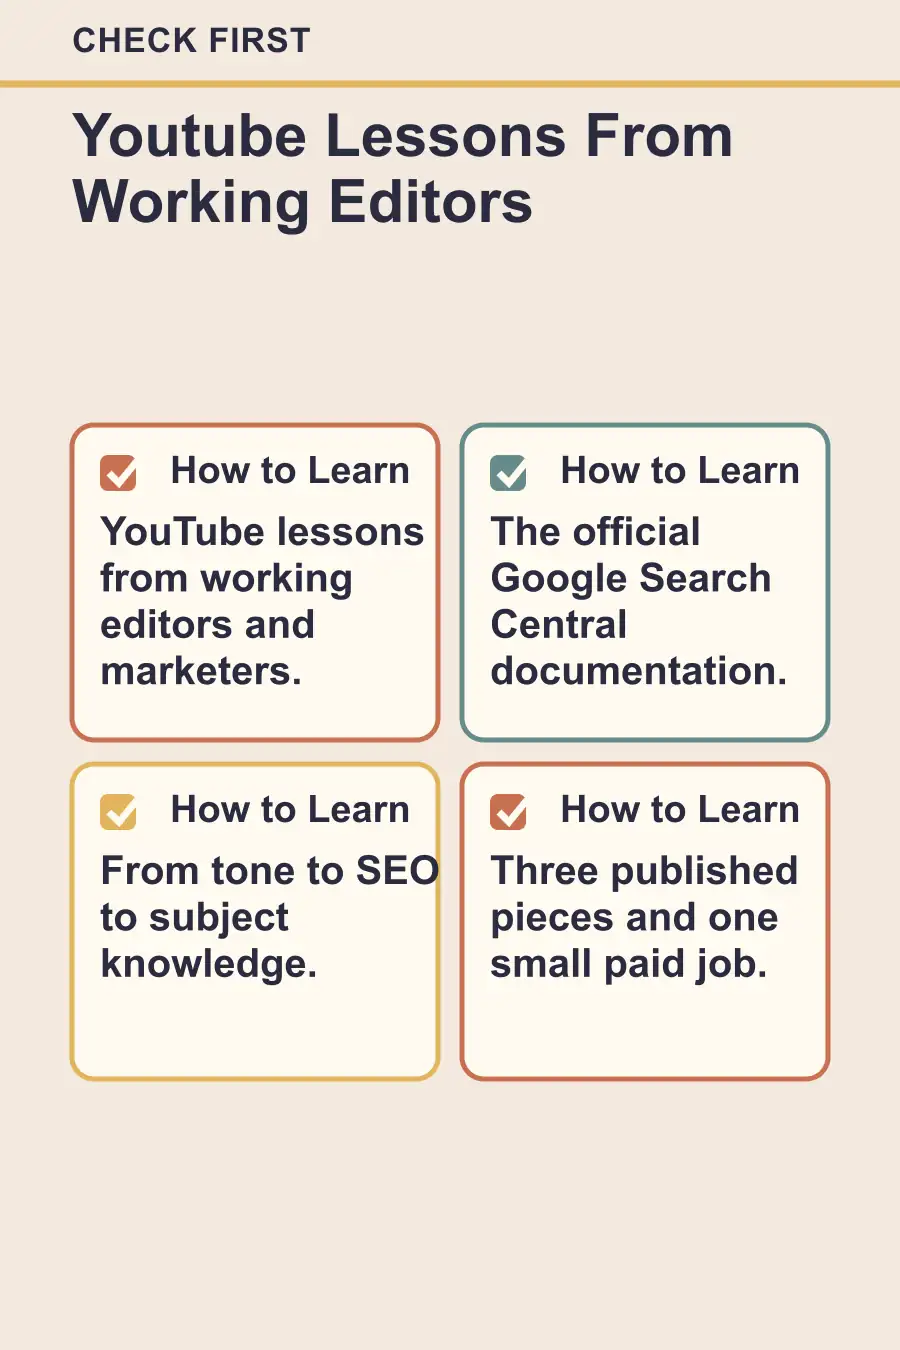 CHECK FIRST
Youtube Lessons From
Working Editors
How to Learn
YouTube lessons
from working
editors and
marketers.
How to Learn
The official
Google Search
Central
documentation.
How to Learn
From tone to SEO
to subject
knowledge.
How to Learn
Three published
pieces and one
small paid job.